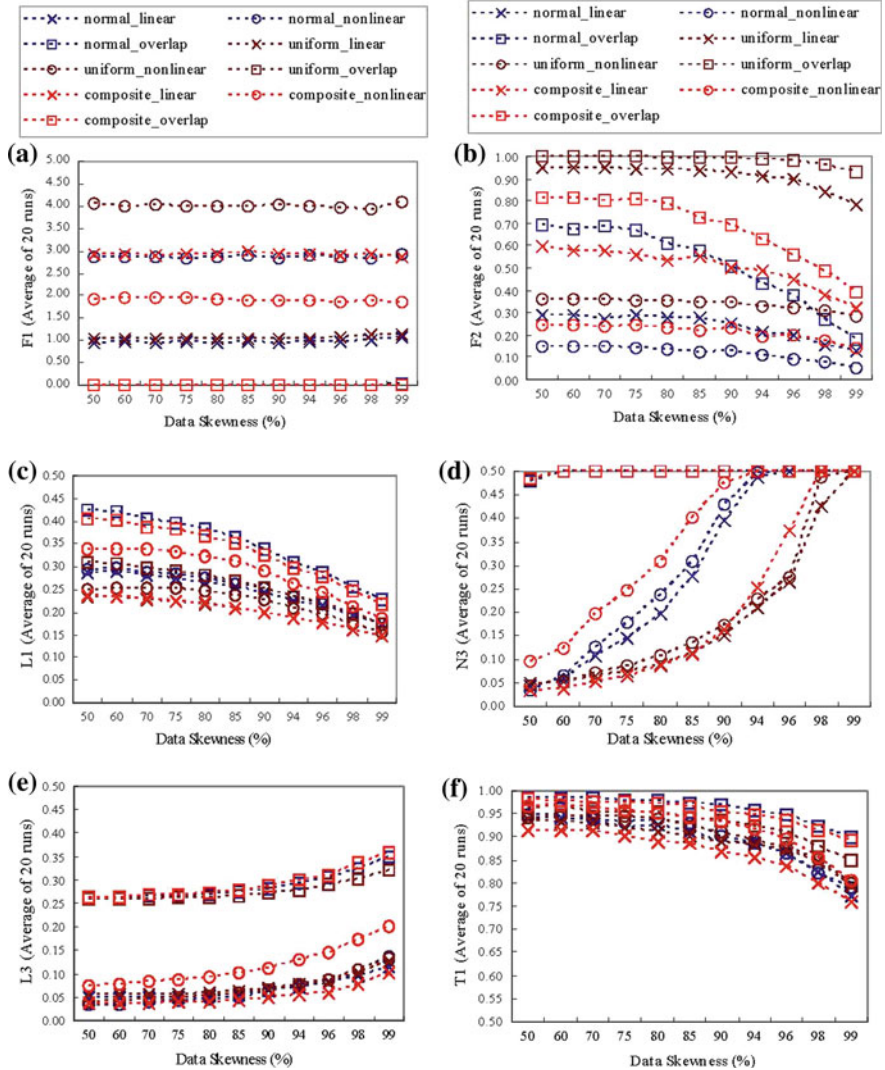 normal_linear normal_nonlinear
normal_overlap uniform_linear
uniform_nonlinear uniform_overlap
composite_linear composite_nonlinear
composite_overlap
normal_linear normal_nonlinear
normal_overlap uniform_linear
uniform_nonlinear uniform_overlap
composite_linear composite_nonlinear
composite_overlap
(a)
F1 (Average of 20 runs)
5.00
4.00
3.00
2.00
1.00
0.00
50 60 70 75 80 85 90 94 96 98 99
Data Skewness (%)
(b)
F2 (Average of 20 runs)
1.00
0.90
0.80
0.70
0.60
0.50
0.40
0.30
0.20
0.10
0.00
50 60 70 75 80 85 90 94 96 98 99
Data Skewness (%)
(c)
L1 (Average of 20 runs)
0.50
0.45
0.40
0.35
0.30
0.25
0.20
0.15
0.10
0.05
0.00
50 60 70 75 80 85 90 94 96 98 99
Data Skewness (%)
(d)
N3 (Average of 20 runs)
0.50
0.45
0.40
0.35
0.30
0.25
0.20
0.15
0.10
0.05
0.00
50 60 70 75 80 85 90 94 96 98 99
Data Skewness (%)
(e)
L3 (Average of 20 runs)
0.50
0.45
0.40
0.35
0.30
0.25
0.20
0.15
0.10
0.05
0.00
50 60 70 75 80 85 90 94 96 98 99
Data Skewness (%)
(f)
T1 (Average of 20 runs)
1.00
0.95
0.90
0.85
0.80
0.75
0.70
0.65
0.60
0.55
0.50
50 60 70 75 80 85 90 94 96 98 99
Data Skewness (%)